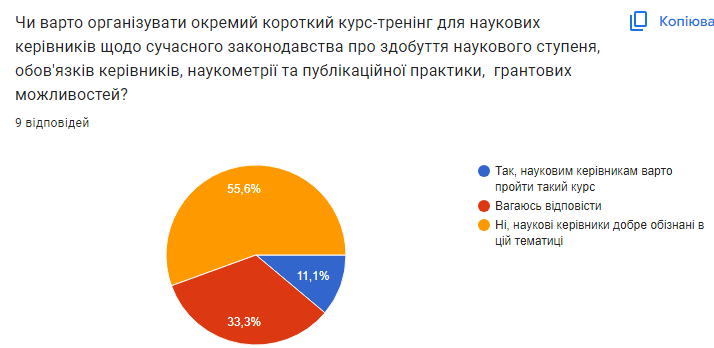 Чи варто організувати окремий короткий курс-тренінг для наукових
керівників щодо сучасного законодавства про здобуття наукового ступеня,
обов'язків керівників, наукометрії та публікаційної практики,  грантових
можливостей?
Копіюва
9 відповідей
55,6%
11,1%
33,3%
Так, науковим керівникам варто
пройти такий курс
Вагаюсь відповісти
Ні, наукові керівники добре обізнані в
цій тематиці